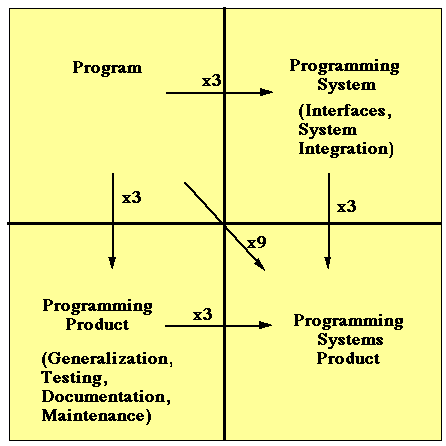 Program
x3
Programming
System
(Interfaces,
System
Integration)
x3
x3
x9
Programming
Product
(Generalization,
Testing,
Documentation,
Maintenance)
x3
Programming
Systems
Product